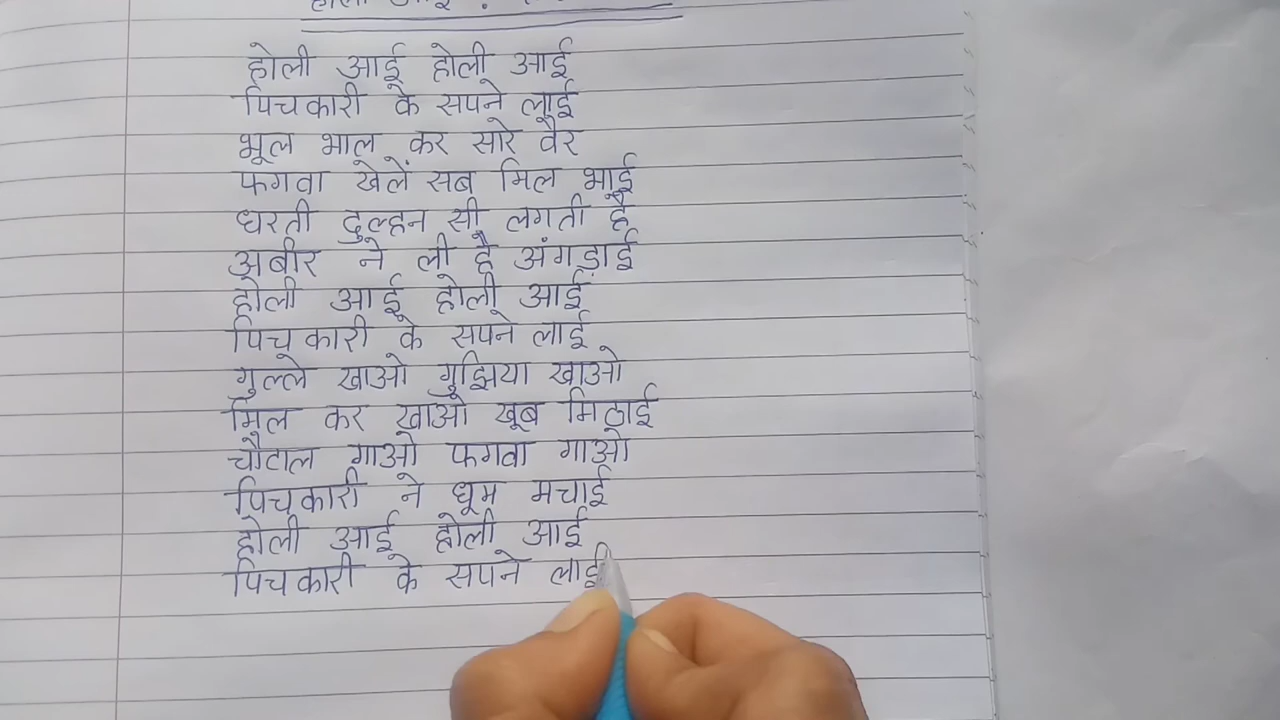 होली आई होली आई
पिचकारी के सपने लाई
भूल भाल कर सारे वैर
फगवा खेलें सब मिल भाई
धरती दुल्हन सी लगती है
अबीर ने ली है अंगड़ाई
होली आई होली आई
पिचकारी के सपने लाई
गुल्ले खाओ गुझिया खाओ
मिल कर खाओ खूब मिठाई
चौटाल गाओ फगवा गाओ
पिचकारी ने धूम मचाई
होली आई होली आई
पिचकारी के सपने लाई